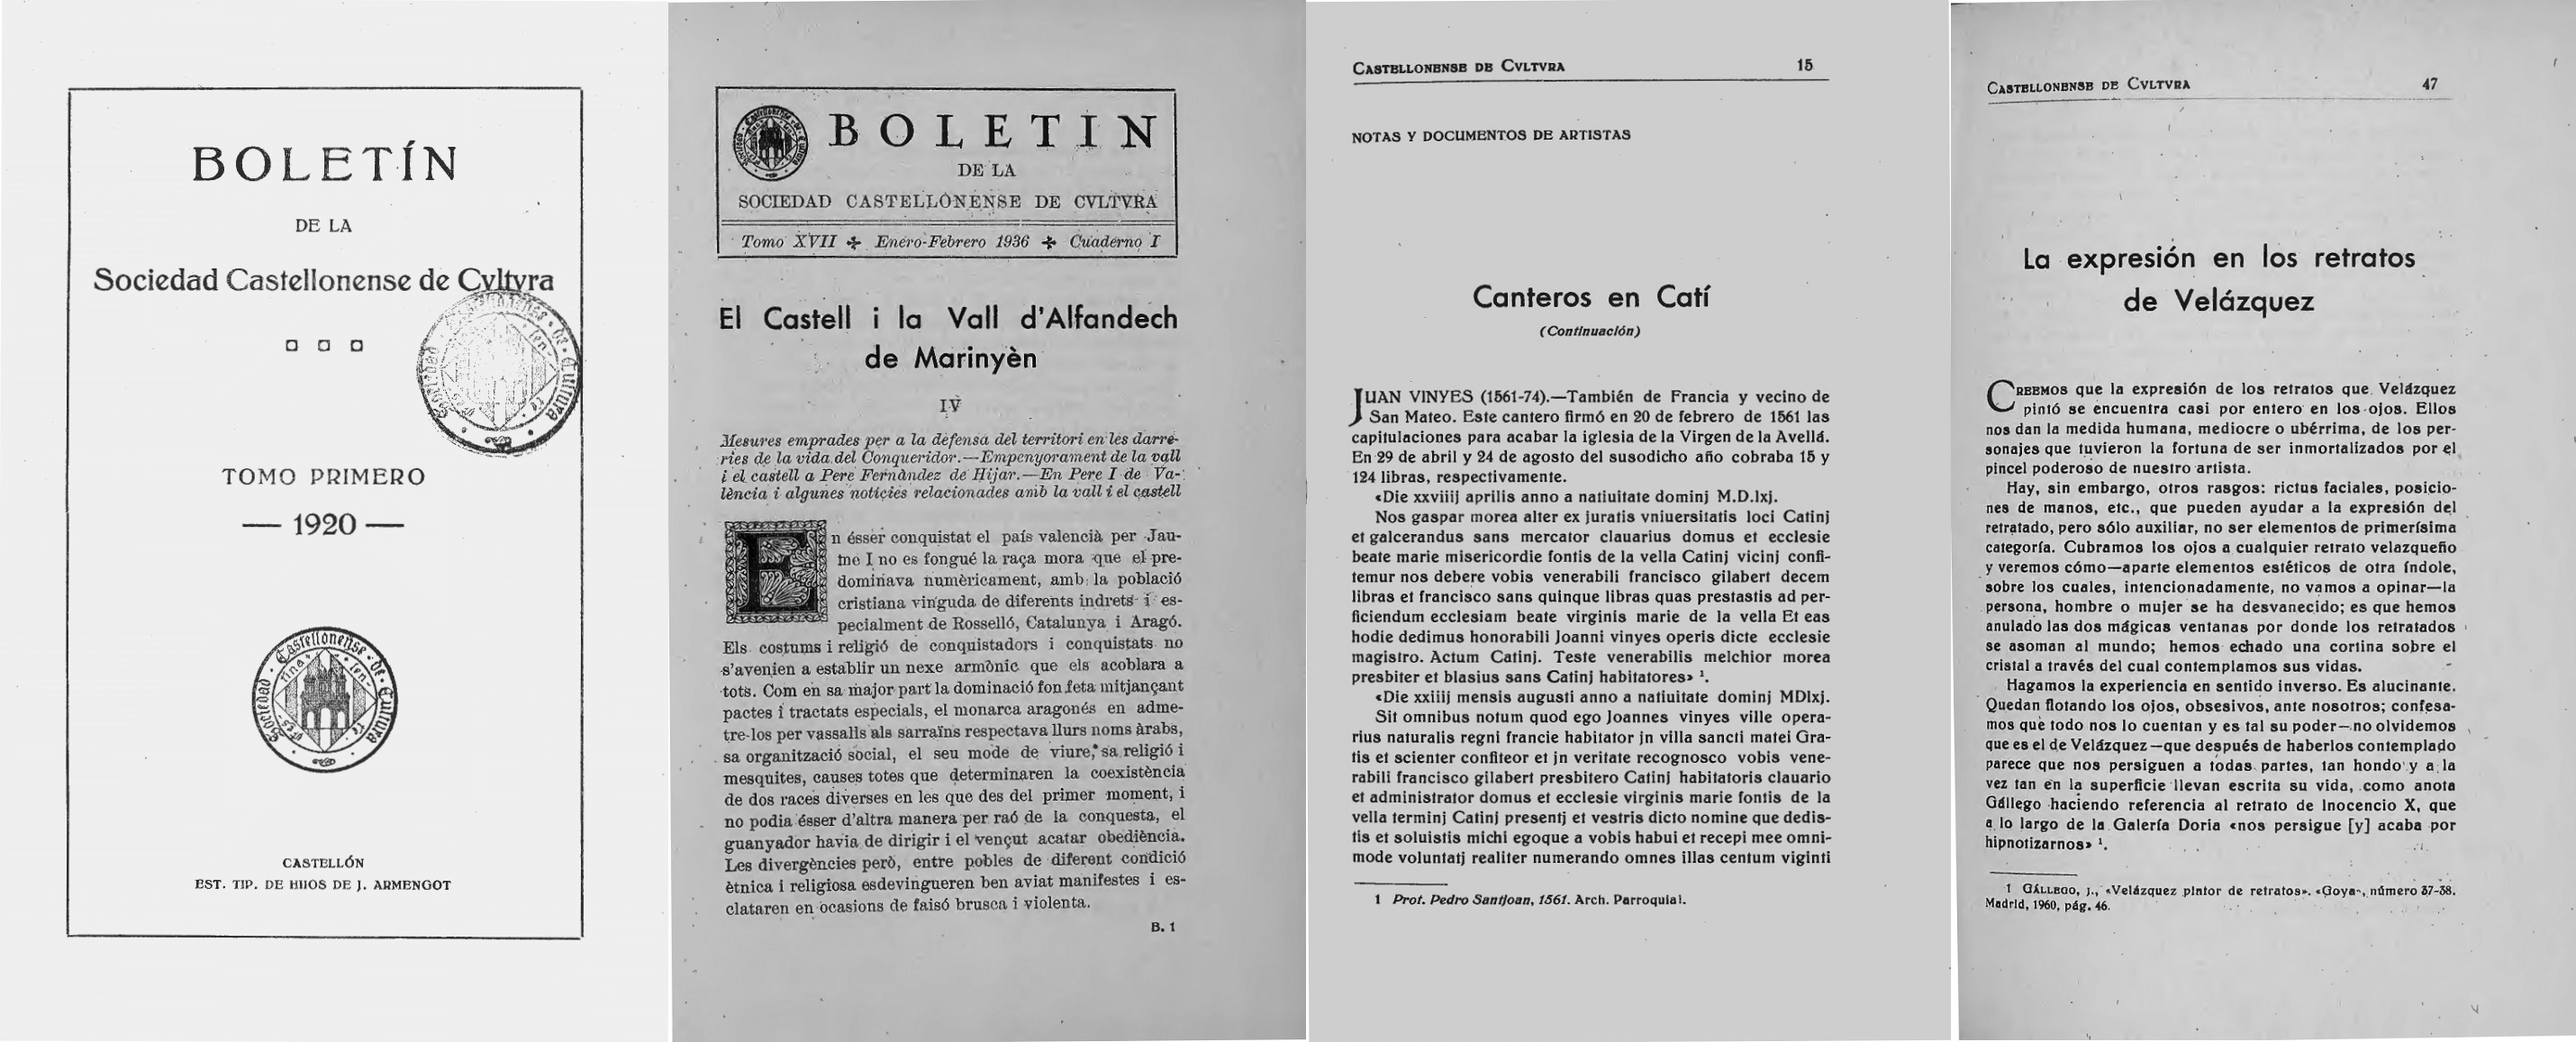 BOLETÍN
DE LA
Sociedad Castellonense de Cvltvra
TOMO PRIMERO
— 1920 —
Sociedad · Castellonense · de · Cultura
CASTELLÓN
EST. TIP. DE HIJOS DE J. ARMENGOT
BOLETIN
DE LA
SOCIEDAD CASTELLONENSE DE CVLTVRA
Tomo XVII ✢ Enero-Febrero 1936 ✢ Cuaderno I
El Castell i la Vall d'Alfandech
de Marinyèn
IV
Mesures emprades per a la defensa del territori en les darre-
ries de la vida del Conqueridor.—Empenyorament de la vall
i el castell a Pere Fernàndez de Hijar.—En Pere I de Va-
lència i algunes notícies relacionades amb la vall i el castell
En ésser conquistat el país valencià per Jau-
me I no es fongué la raça mora que el pre-
dominava numèricament, amb la població
cristiana vinguda de diferents indrets i es-
pecialment de Rosselló, Catalunya i Aragó.
Els costums i religió de conquistadors i conquistats no
s'avenien a establir un nexe armònic que els acoblara a
tots. Com en sa major part la dominació fon feta mitjançant
pactes i tractats especials, el monarca aragonés en adme-
tre-los per vassalls als sarraïns respectava llurs noms àrabs,
sa organització social, el seu mode de viure, sa religió i
mesquites, causes totes que determinaren la coexistència
de dos races diverses en les que des del primer moment, i
no podia ésser d'altra manera per raó de la conquesta, el
guanyador havia de dirigir i el vençut acatar obediència.
Les divergències però, entre pobles de diferent condició
ètnica i religiosa esdevingueren ben aviat manifestes i es-
clataren en ocasions de faisó brusca i violenta.
B. 1
CASTELLONENSE DE CVLTVRA 15
NOTAS Y DOCUMENTOS DE ARTISTAS
Canteros en Catí
(Continuación)
JUAN VINYES (1561-74).—También de Francia y vecino de
San Mateo. Este cantero firmó en 20 de febrero de 1561 las
capitulaciones para acabar la iglesia de la Virgen de la Avellá.
En 29 de abril y 24 de agosto del susodicho año cobraba 15 y
124 libras, respectivamente.
«Die xxviiij aprilis anno a natiuitate dominj M.D.lxj.
Nos gaspar morea alter ex juratis vniuersitatis loci Catinj
et galcerandus sans mercator clauarius domus et ecclesie
beate marie misericordie fontis de la vella Catinj vicinj confi-
temur nos debere vobis venerabili francisco gilabert decem
libras et francisco sans quinque libras quas prestastis ad per-
ficiendum ecclesiam beate virginis marie de la vella Et eas
hodie dedimus honorabili Joanni vinyes operis dicte ecclesie
magistro. Actum Catinj. Teste venerabilis melchior morea
presbiter et blasius sans Catinj habitatores» ¹.
«Die xxiiij mensis augusti anno a natiuitate dominj MDlxj.
Sit omnibus notum quod ego Joannes vinyes ville opera-
rius naturalis regni francie habitator jn villa sancti matei Gra-
tis et scienter confiteor et jn veritate recognosco vobis vene-
rabili francisco gilabert presbitero Catinj habitatoris clauario
et administrator domus et ecclesie virginis marie fontis de la
vella terminj Catinj presentj et vestris dicto nomine que dedis-
tis et soluistis michi egoque a vobis habui et recepi mee omni-
mode voluntatj realiter numerando omnes illas centum viginti
1 Prot. Pedro Santjoan, 1561. Arch. Parroquial.
CASTELLONENSE DE CVLTVRA 47
La expresión en los retratos
de Velázquez
CREEMOS que la expresión de los retratos que Velázquez
pintó se encuentra casi por entero en los ojos. Ellos
nos dan la medida humana, mediocre o ubérrima, de los per-
sonajes que tuvieron la fortuna de ser inmortalizados por el
pincel poderoso de nuestro artista.
Hay, sin embargo, otros rasgos: rictus faciales, posicio-
nes de manos, etc., que pueden ayudar a la expresión del
retratado, pero sólo auxiliar, no ser elementos de primerísima
categoría. Cubramos los ojos a cualquier retrato velazqueño
y veremos cómo—aparte elementos estéticos de otra índole,
sobre los cuales, intencionadamente, no vamos a opinar—la
persona, hombre o mujer se ha desvanecido; es que hemos
anulado las dos mágicas ventanas por donde los retratados
se asoman al mundo; hemos echado una cortina sobre el
cristal a través del cual contemplamos sus vidas.
Hagamos la experiencia en sentido inverso. Es alucinante.
Quedan flotando los ojos, obsesivos, ante nosotros; confesa-
mos que todo nos lo cuentan y es tal su poder—no olvidemos
que es el de Velázquez—que después de haberlos contemplado
parece que nos persiguen a todas partes, tan hondo y a la
vez tan en la superficie llevan escrita su vida, como anota
Gállego haciendo referencia al retrato de Inocencio X, que
a lo largo de la Galería Doria «nos persigue [y] acaba por
hipnotizarnos» ¹.
1 GÁLLEGO, J., «Velázquez pintor de retratos». «Goya», número 37-38.
Madrid, 1960, pág. 46.